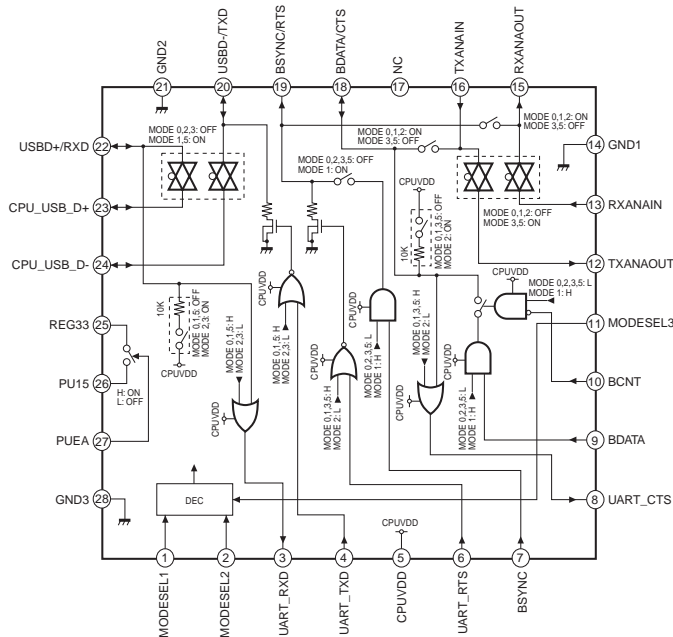 GND2
USBD-/TXD
BSYNC/RTS
BDATA/CTS
NC
TXANAIN
RXANAOUT
21
20
19
18
17
16
15
MODE 0,2,3: OFF
MODE 1,5: ON
MODE 0,1,2: ON
MODE 3,5: OFF
USBD+/RXD
22
14
GND1
MODE 0,2,3,5: OFF
MODE 1: ON
MODE 0,1,2: ON
MODE 3,5: OFF
CPUVDD
10K
MODE 0,1,3,5: OFF
MODE 2: ON
CPU_USB_D+
23
13
RXANAIN
MODE 0,1,2: OFF
MODE 3,5: ON
CPU_USB_D-
24
12
TXANAOUT
CPUVDD
MODE 0,2,3,5: L
MODE 1: H
10K
MODE 0,1,5: OFF
MODE 2,3: ON
CPUVDD
REG33
25
11
MODESEL3
CPUVDD
MODE 0,1,5: H
MODE 2,3: L
CPUVDD
MODE 0,1,5: H
MODE 2,3: L
CPUVDD
MODE 0,1,3,5: H
MODE 2: L
CPUVDD
MODE 0,2,3,5: L
MODE 1: H
MODE 0,1,3,5: H
MODE 2: L
CPUVDD
CPUVDD
MODE 0,2,3,5: L
MODE 1: H
PU15
26
H: ON
L: OFF
10
BCNT
PUEA
27
9
BDATA
GND3
28
DEC
8
UART_CTS
CPUVDD
1
2
3
4
5
6
7
MODESEL1
MODESEL2
UART_RXD
UART_TXD
CPUVDD
UART_RTS
BSYNC